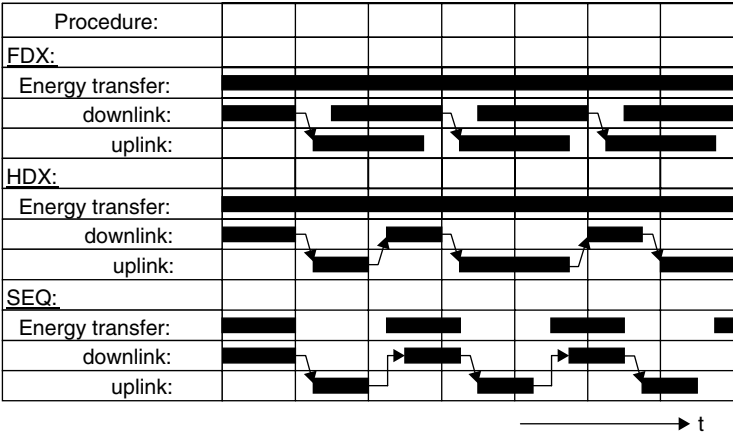 Procedure:
FDX:
Energy transfer:
downlink:
uplink:
HDX:
Energy transfer:
downlink:
uplink:
SEQ:
Energy transfer:
downlink:
uplink:
t